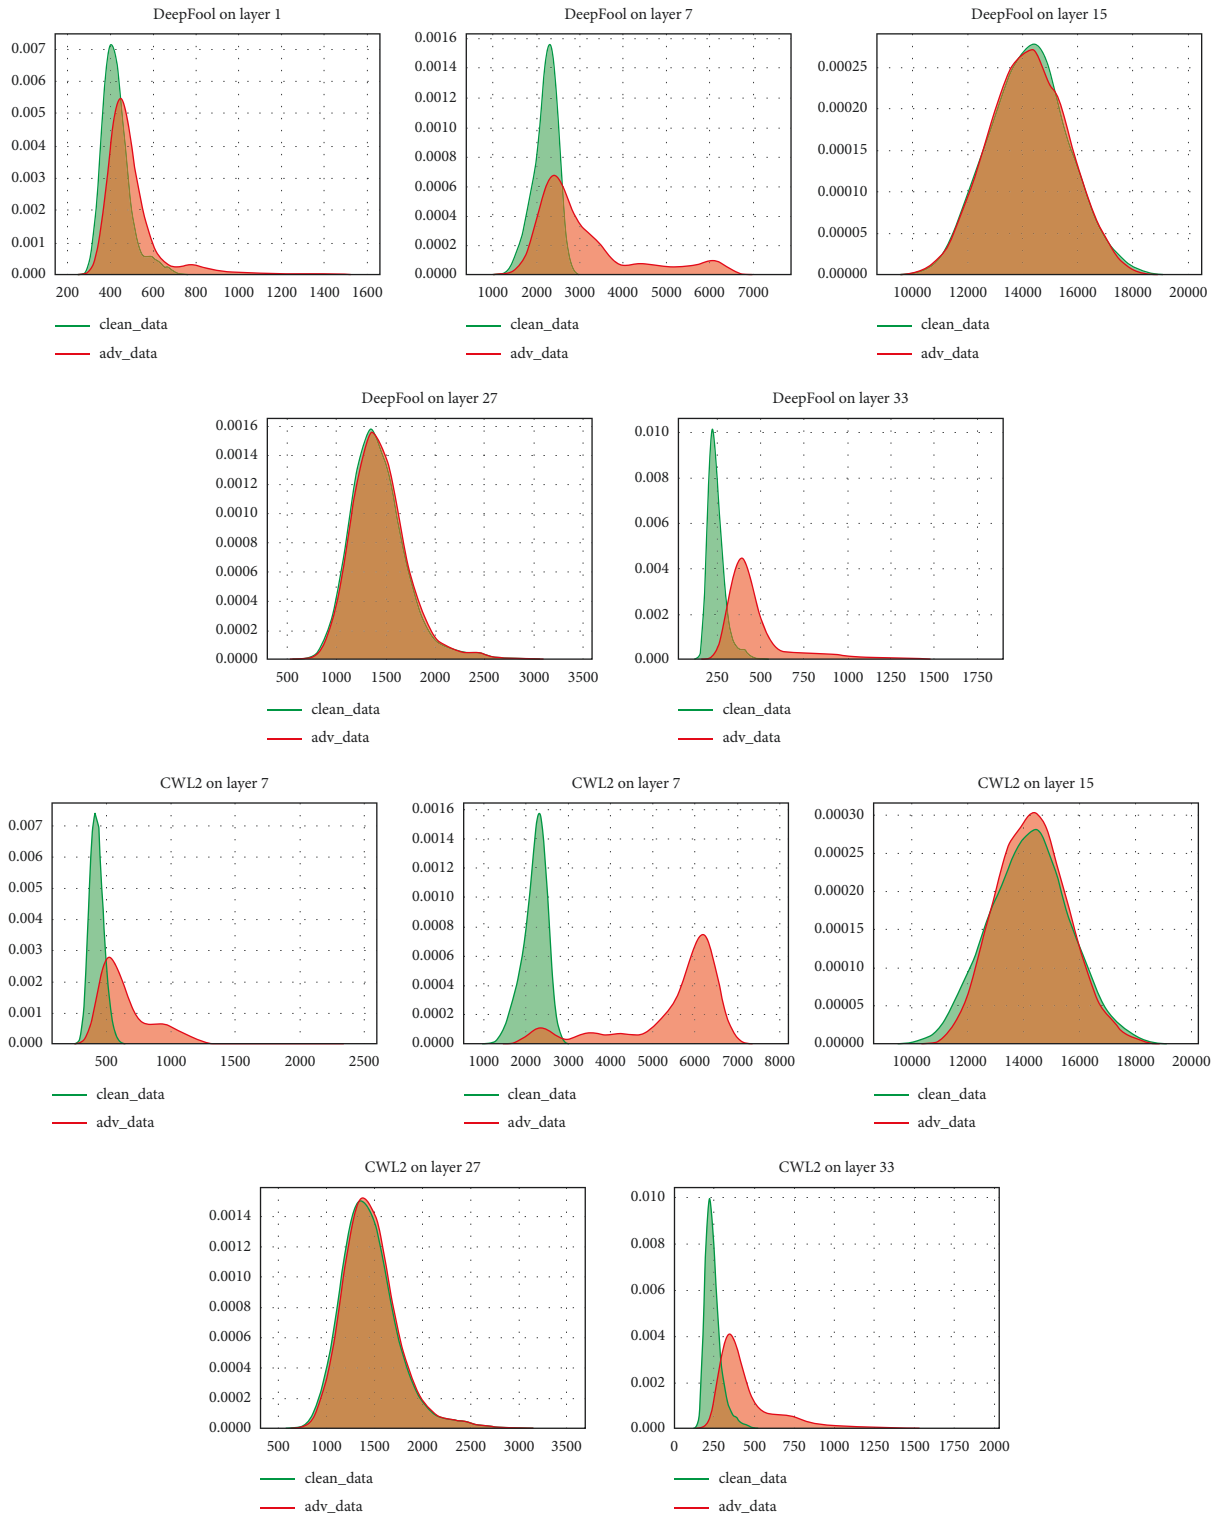 DeepFool on layer 1
0.007
0.006
0.005
0.004
0.003
0.002
0.001
0.000
200 400 600 800 1000 1200 1400 1600
clean_data
adv_data
DeepFool on layer 7
0.0016
0.0014
0.0012
0.0010
0.0008
0.0006
0.0004
0.0002
0.0000
1000 2000 3000 4000 5000 6000 7000
clean_data
adv_data
DeepFool on layer 15
0.00025
0.00020
0.00015
0.00010
0.00005
0.00000
10000 12000 14000 16000 18000 20000
clean_data
adv_data
DeepFool on layer 27
0.0016
0.0014
0.0012
0.0010
0.0008
0.0006
0.0004
0.0002
0.0000
500 1000 1500 2000 2500 3000 3500
clean_data
adv_data
DeepFool on layer 33
0.010
0.008
0.006
0.004
0.002
0.000
250 500 750 1000 1250 1500 1750
clean_data
adv_data
CWL2 on layer 7
0.007
0.006
0.005
0.004
0.003
0.002
0.001
0.000
500 1000 1500 2000 2500
clean_data
adv_data
CWL2 on layer 7
0.0016
0.0014
0.0012
0.0010
0.0008
0.0006
0.0004
0.0002
0.0000
1000 2000 3000 4000 5000 6000 7000 8000
clean_data
adv_data
CWL2 on layer 15
0.00030
0.00025
0.00020
0.00015
0.00010
0.00005
0.00000
10000 12000 14000 16000 18000 20000
clean_data
adv_data
CWL2 on layer 27
0.0014
0.0012
0.0010
0.0008
0.0006
0.0004
0.0002
0.0000
500 1000 1500 2000 2500 3000 3500
clean_data
adv_data
CWL2 on layer 33
0.010
0.008
0.006
0.004
0.002
0.000
0 250 500 750 1000 1250 1500 1750 2000
clean_data
adv_data